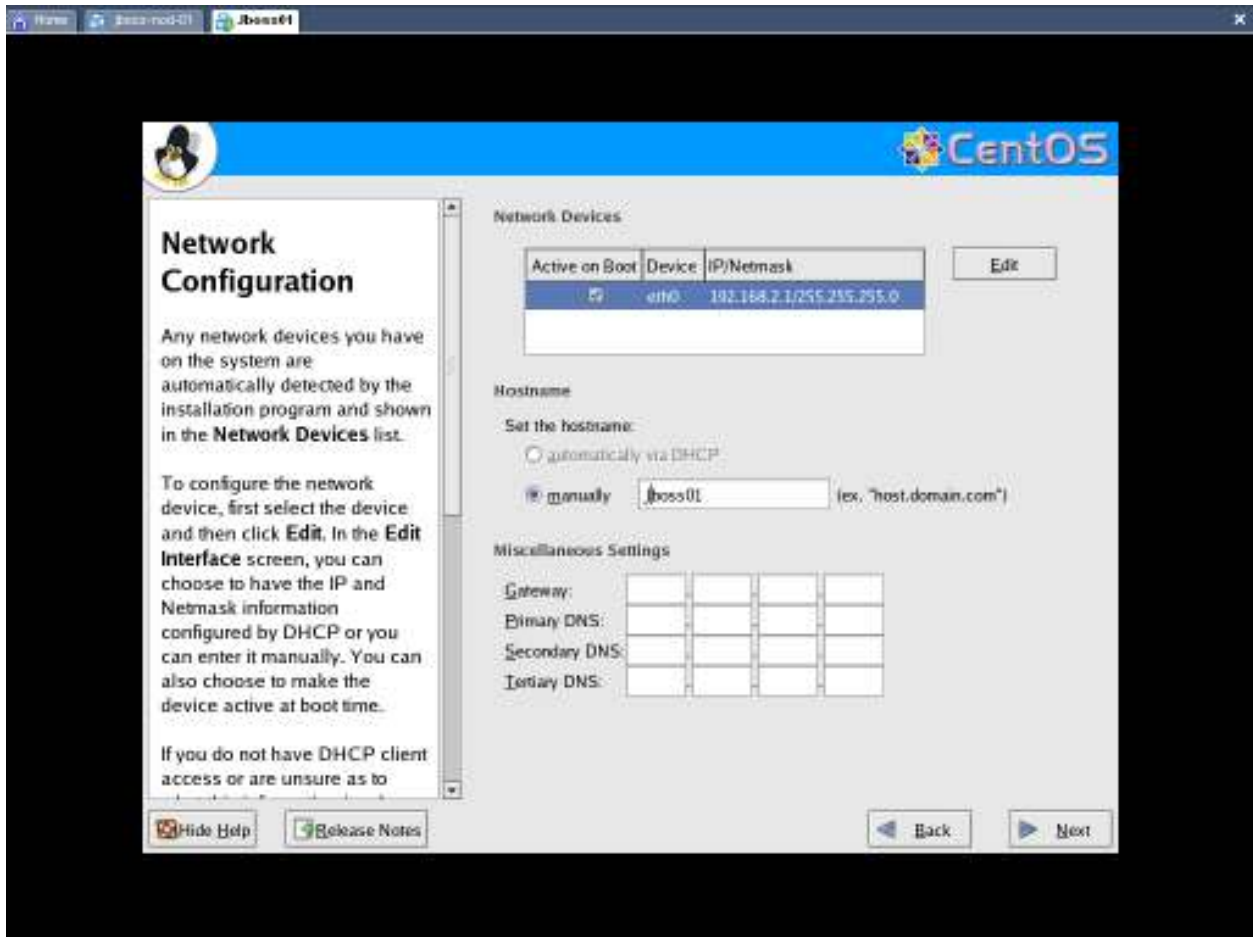 Home
jboss-mod-01
Jboss01
CentOS
Network
Configuration
Any network devices you have
on the system are
automatically detected by the
installation program and shown
in the Network Devices list.
To configure the network
device, first select the device
and then click Edit. In the Edit
Interface screen, you can
choose to have the IP and
Netmask information
configured by DHCP or you
can enter it manually. You can
also choose to make the
device active at boot time.
If you do not have DHCP client
access or are unsure as to
Hide Help
Release Notes
Network Devices
Active on Boot Device IP/Netmask
eth0 192.168.2.1/255.255.255.0
Edit
Hostname
Set the hostname:
automatically via DHCP
manually Jboss01 (ex. "host.domain.com")
Miscellaneous Settings
Gateway:
Primary DNS:
Secondary DNS:
Tertiary DNS:
Back
Next